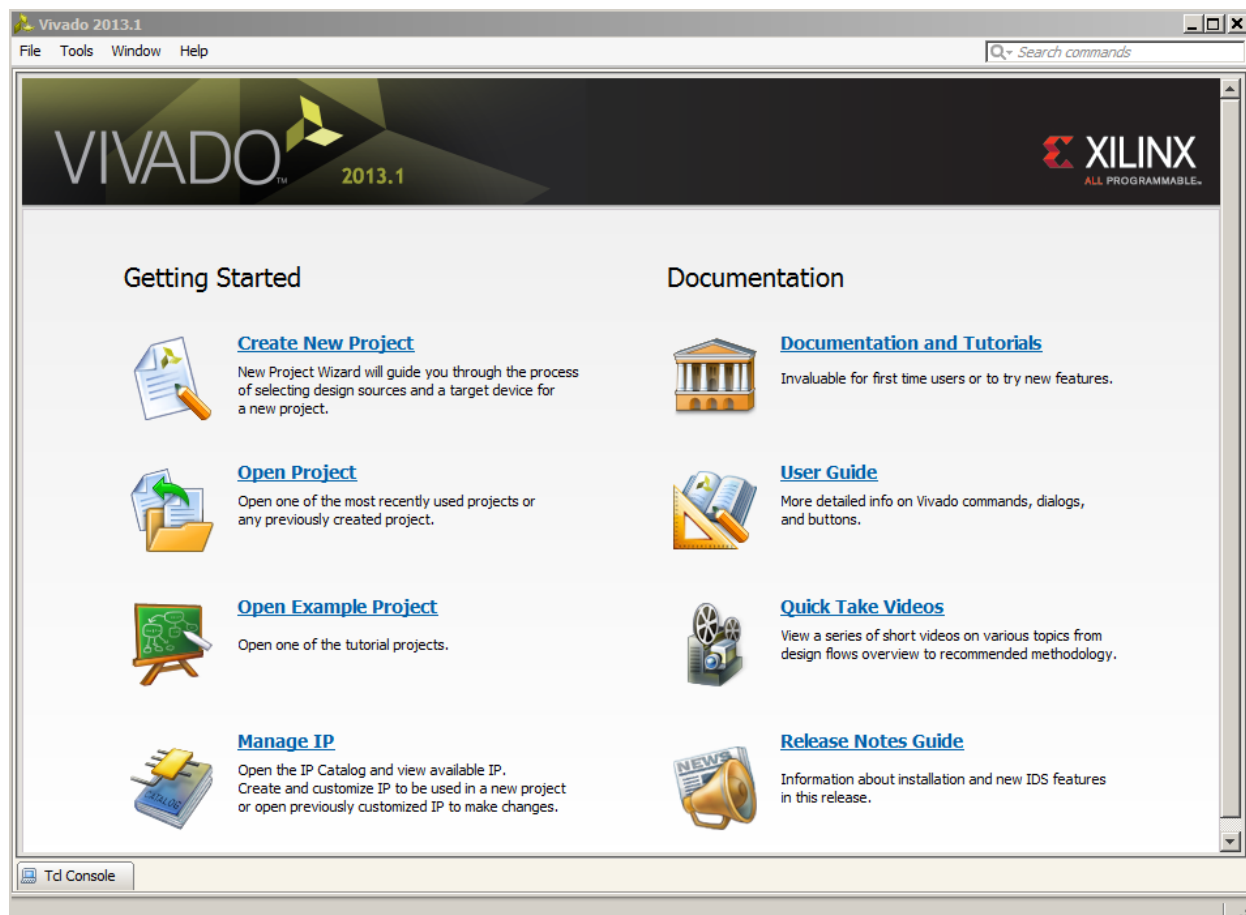 Vivado 2013.1
File Tools Window Help
Search commands
VIVADO™
2013.1
XILINX
ALL PROGRAMMABLE™
Getting Started
Create New Project
New Project Wizard will guide you through the process
of selecting design sources and a target device for
a new project.
Open Project
Open one of the most recently used projects or
any previously created project.
Open Example Project
Open one of the tutorial projects.
Manage IP
Open the IP Catalog and view available IP.
Create and customize IP to be used in a new project
or open previously customized IP to make changes.
CATALOG
Documentation
Documentation and Tutorials
Invaluable for first time users or to try new features.
User Guide
More detailed info on Vivado commands, dialogs,
and buttons.
Quick Take Videos
View a series of short videos on various topics from
design flows overview to recommended methodology.
Release Notes Guide
NEWS
Information about installation and new IDS features
in this release.
Tcl Console